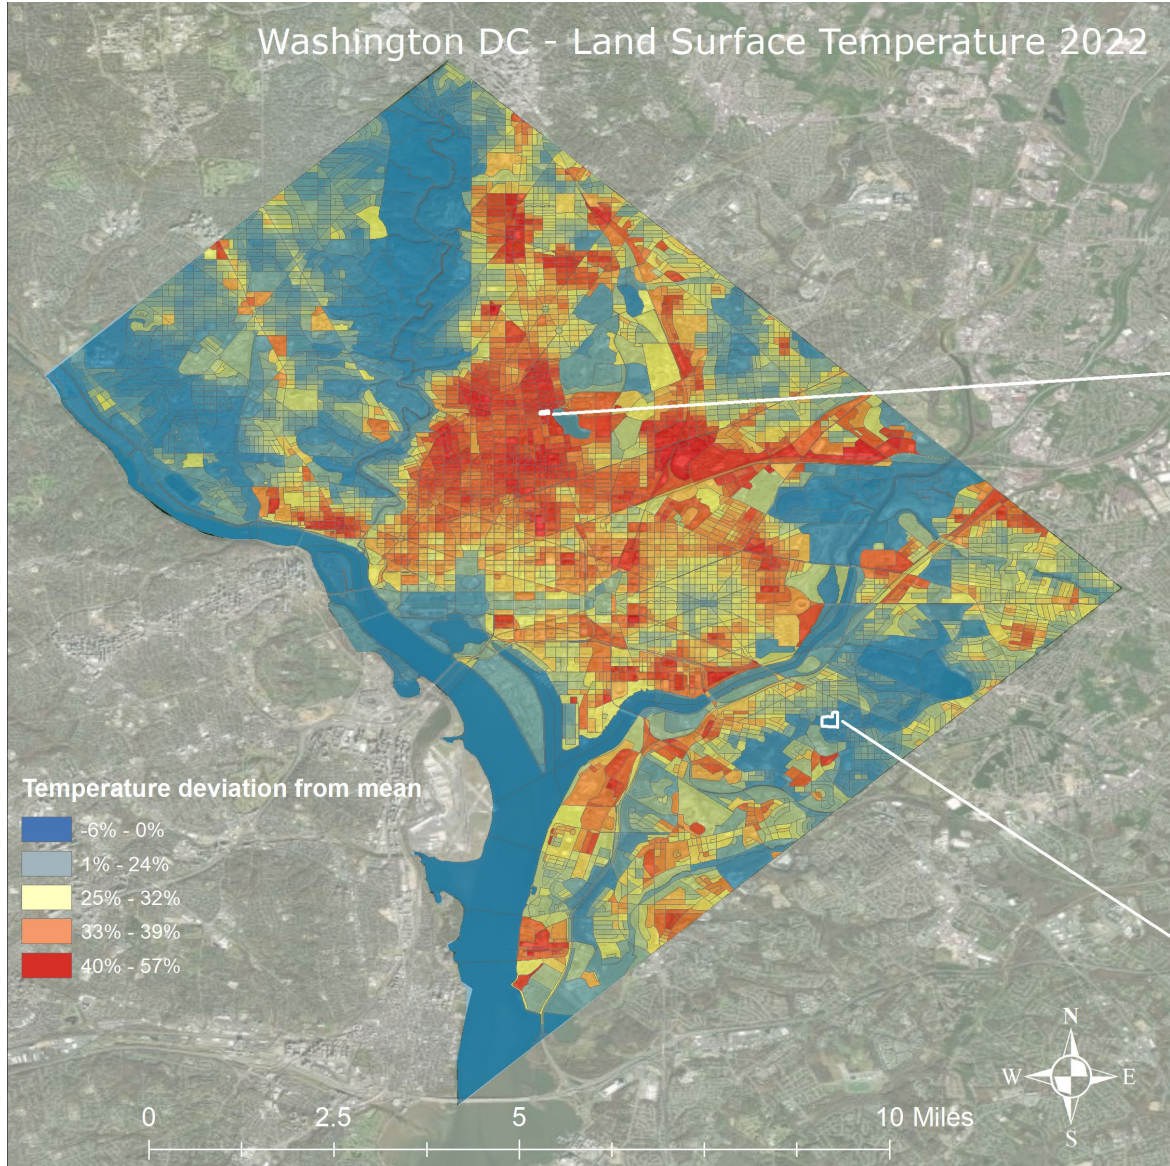 Washington DC - Land Surface Temperature 2022
Temperature deviation from mean
-6% - 0%
1% - 24%
25% - 32%
33% - 39%
40% - 57%
N
W E
S
0 2.5 5 10 Miles